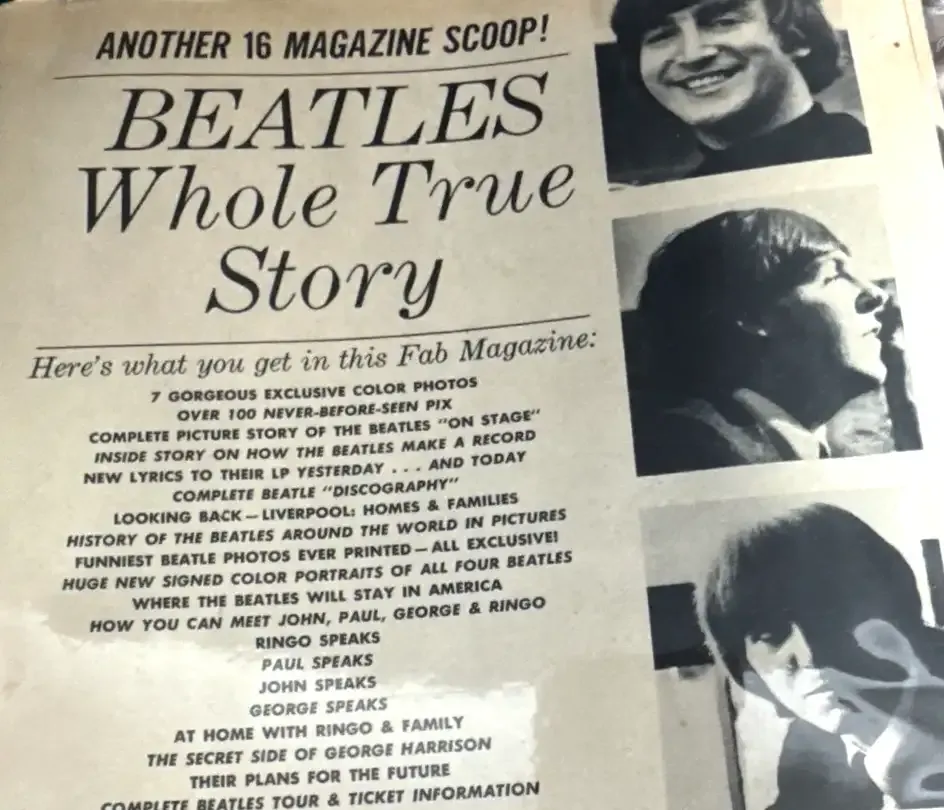 ANOTHER 16 MAGAZINE SCOOP!
BEATLES
Whole True
Story
Here's what you get in this Fab Magazine:
7 GORGEOUS EXCLUSIVE COLOR PHOTOS
OVER 100 NEVER-BEFORE-SEEN PIX
COMPLETE PICTURE STORY OF THE BEATLES "ON STAGE"
INSIDE STORY ON HOW THE BEATLES MAKE A RECORD
NEW LYRICS TO THEIR LP YESTERDAY . . . AND TODAY
COMPLETE BEATLE "DISCOGRAPHY"
LOOKING BACK — LIVERPOOL: HOMES & FAMILIES
HISTORY OF THE BEATLES AROUND THE WORLD IN PICTURES
FUNNIEST BEATLE PHOTOS EVER PRINTED — ALL EXCLUSIVE!
HUGE NEW SIGNED COLOR PORTRAITS OF ALL FOUR BEATLES
WHERE THE BEATLES WILL STAY IN AMERICA
HOW YOU CAN MEET JOHN, PAUL, GEORGE & RINGO
RINGO SPEAKS
PAUL SPEAKS
JOHN SPEAKS
GEORGE SPEAKS
AT HOME WITH RINGO & FAMILY
THE SECRET SIDE OF GEORGE HARRISON
THEIR PLANS FOR THE FUTURE
COMPLETE BEATLES TOUR & TICKET INFORMATION